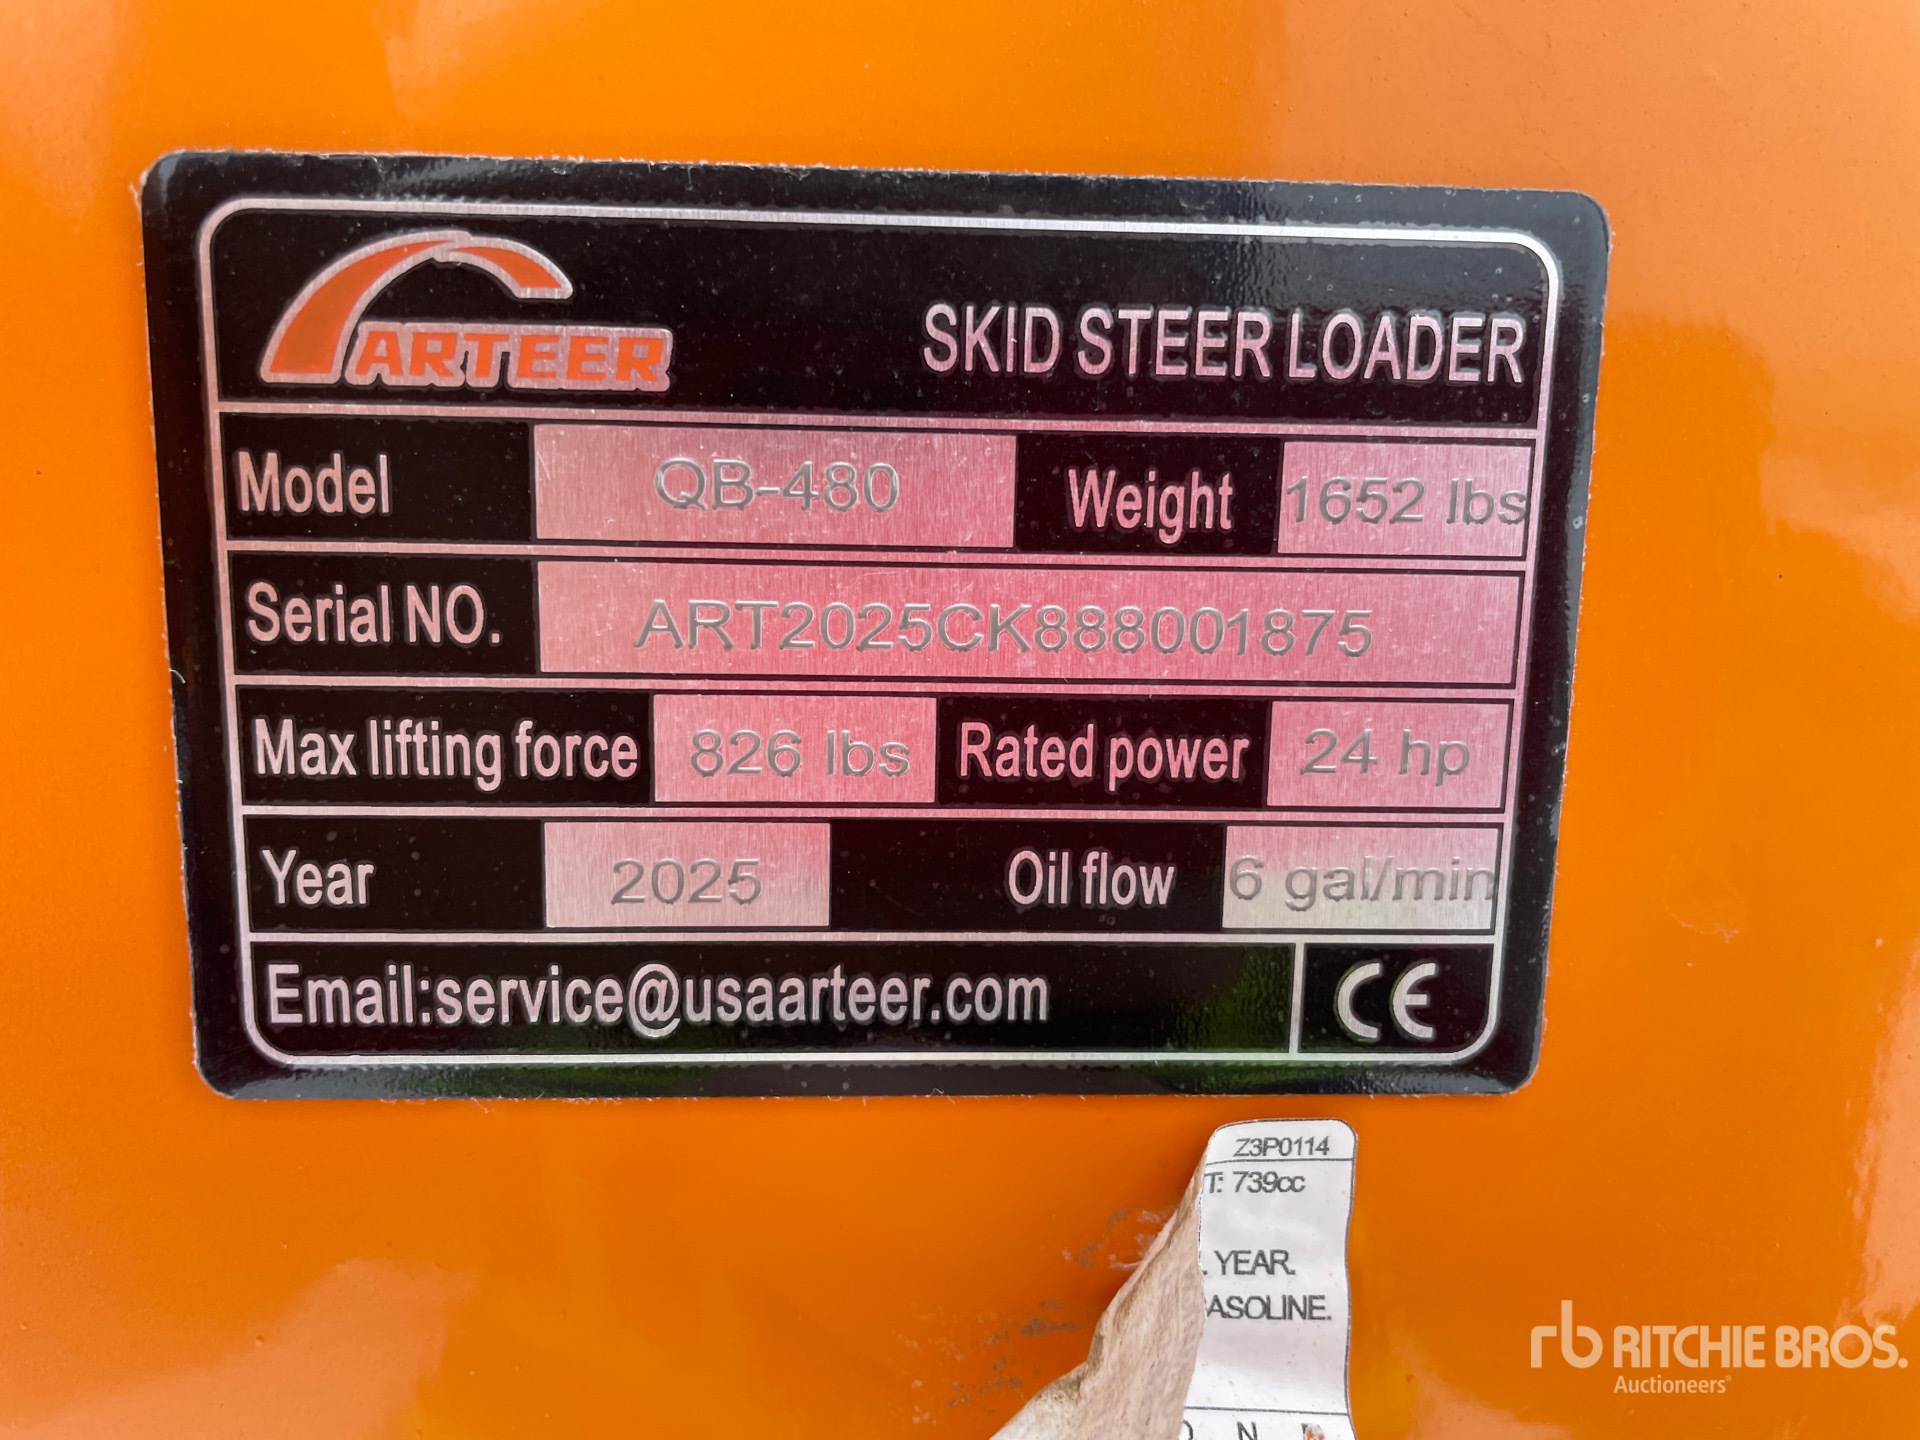 ARTEER
SKID STEER LOADER
Model QB-480 Weight 1652 lbs
Serial NO. ART2025CK888001875
Max lifting force 826 lbs Rated power 24 hp
Year 2025 Oil flow 6 gal/min
Email:service@usaarteer.com CE
Z3P0114
T: 739cc
. YEAR.
ASOLINE.
N
rb RITCHIE BROS.
Auctioneers